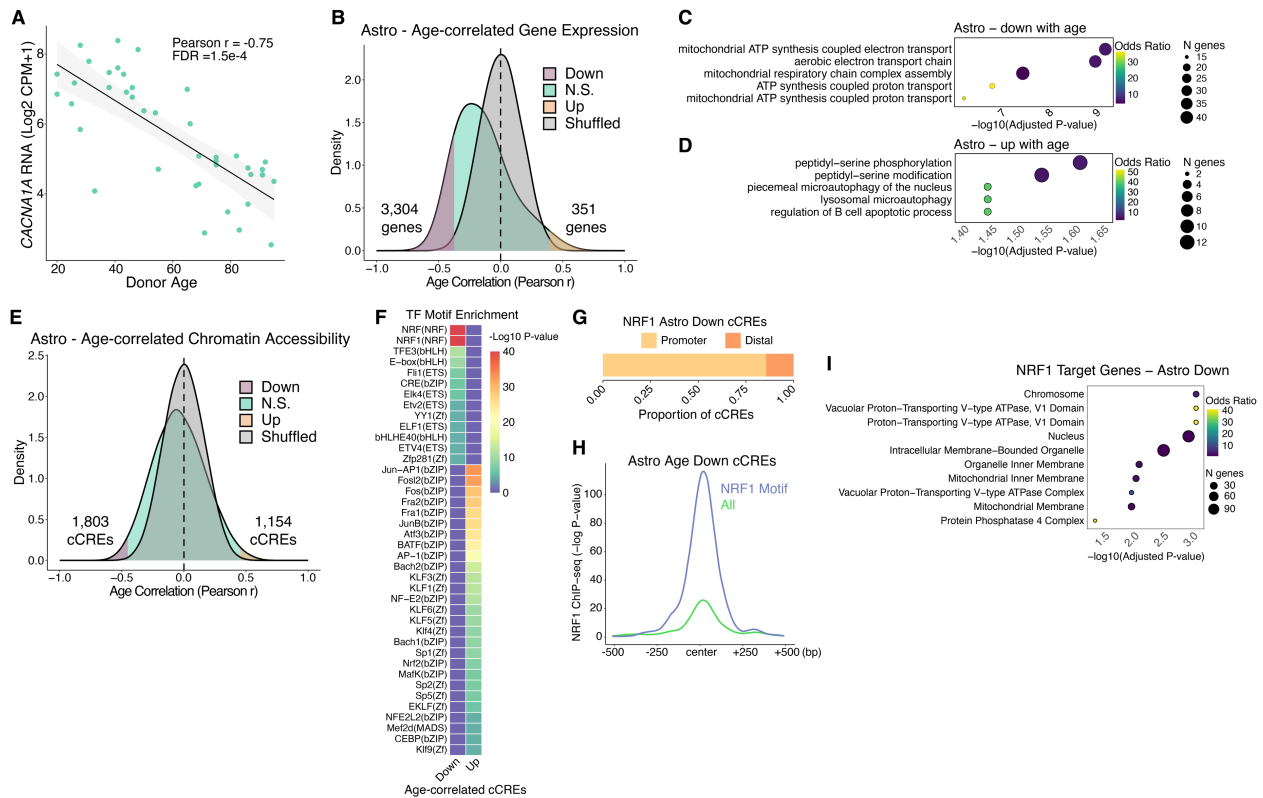 A
Pearson r = -0.75
FDR =1.5e-4
CACNA1A RNA (Log2 CPM+1)
8
6
4
20
40
60
80
Donor Age
B
Astro - Age-correlated Gene Expression
Density
2.0
1.5
1.0
0.5
0.0
Down
N.S.
Up
Shuffled
3,304
genes
351
genes
−1.0
−0.5
0.0
0.5
1.0
Age Correlation (Pearson r)
C
Astro − down with age
mitochondrial ATP synthesis coupled electron transport
aerobic electron transport chain
mitochondrial respiratory chain complex assembly
ATP synthesis coupled proton transport
mitochondrial ATP synthesis coupled proton transport
7
8
9
−log10(Adjusted P-value)
Odds Ratio
30
20
10
N genes
15
20
25
30
35
40
D
Astro - up with age
peptidyl-serine phosphorylation
peptidyl-serine modification
piecemeal microautophagy of the nucleus
lysosomal microautophagy
regulation of B cell apoptotic process
1.40
1.45
1.50
1.55
1.60
1.65
−log10(Adjusted P-value)
Odds Ratio
50
40
30
20
10
N genes
2
4
6
8
10
12
E
Astro - Age-correlated Chromatin Accessibility
Density
2.5
2.0
1.5
1.0
0.5
0.0
Down
N.S.
Up
Shuffled
1,803
cCREs
1,154
cCREs
−1.0
−0.5
0.0
0.5
1.0
Age Correlation (Pearson r)
F
TF Motif Enrichment
NRF(NRF)
NRF1(NRF)
TFE3(bHLH)
E-box(bHLH)
Fli1(ETS)
CRE(bZIP)
Elk4(ETS)
Etv2(ETS)
YY1(Zf)
ELF1(ETS)
bHLHE40(bHLH)
ETV4(ETS)
Zfp281(Zf)
Jun-AP1(bZIP)
Fosl2(bZIP)
Fos(bZIP)
Fra2(bZIP)
Fra1(bZIP)
JunB(bZIP)
Atf3(bZIP)
BATF(bZIP)
AP-1(bZIP)
Bach2(bZIP)
KLF3(Zf)
KLF1(Zf)
NF-E2(bZIP)
KLF6(Zf)
KLF5(Zf)
Klf4(Zf)
Bach1(bZIP)
Sp1(Zf)
Nrf2(bZIP)
MafK(bZIP)
Sp2(Zf)
Sp5(Zf)
EKLF(Zf)
NFE2L2(bZIP)
Mef2d(MADS)
CEBP(bZIP)
Klf9(Zf)
Down
Up
Age-correlated cCREs
-Log10 P-value
40
30
20
10
0
G
NRF1 Astro Down cCREs
Promoter
Distal
0.00
0.25
0.50
0.75
1.00
Proportion of cCREs
H
Astro Age Down cCREs
NRF1 Motif
All
NRF1 ChIP−seq (−log P-value)
100
80
60
40
20
0
-500
-250
center
+250
+500 (bp)
I
NRF1 Target Genes − Astro Down
Chromosome
Vacuolar Proton−Transporting V−type ATPase, V1 Domain
Proton−Transporting V−type ATPase, V1 Domain
Nucleus
Intracellular Membrane−Bounded Organelle
Organelle Inner Membrane
Mitochondrial Inner Membrane
Vacuolar Proton−Transporting V−type ATPase Complex
Mitochondrial Membrane
Protein Phosphatase 4 Complex
1.5
2.0
2.5
3.0
−log10(Adjusted P-value)
Odds Ratio
40
30
20
10
N genes
30
60
90